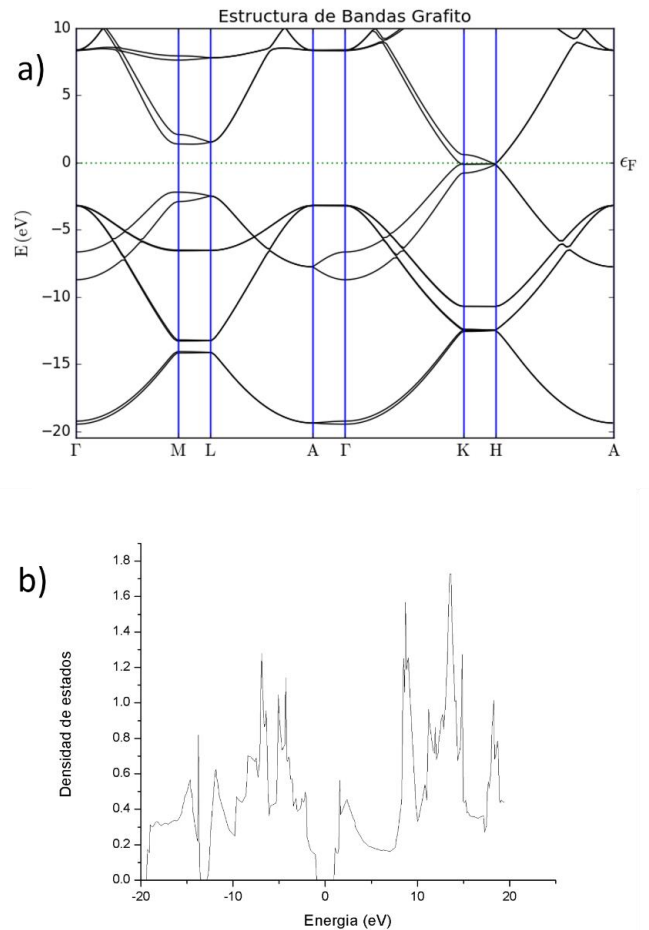 Estructura de Bandas Grafito
a)
10
5
0
−5
−10
−15
−20
E (eV)
ϵF
Γ M L A Γ K H A
b)
1.8
1.6
1.4
1.2
1.0
0.8
0.6
0.4
0.2
0.0
Densidad de estados
-20 -10 0 10 20
Energia (eV)